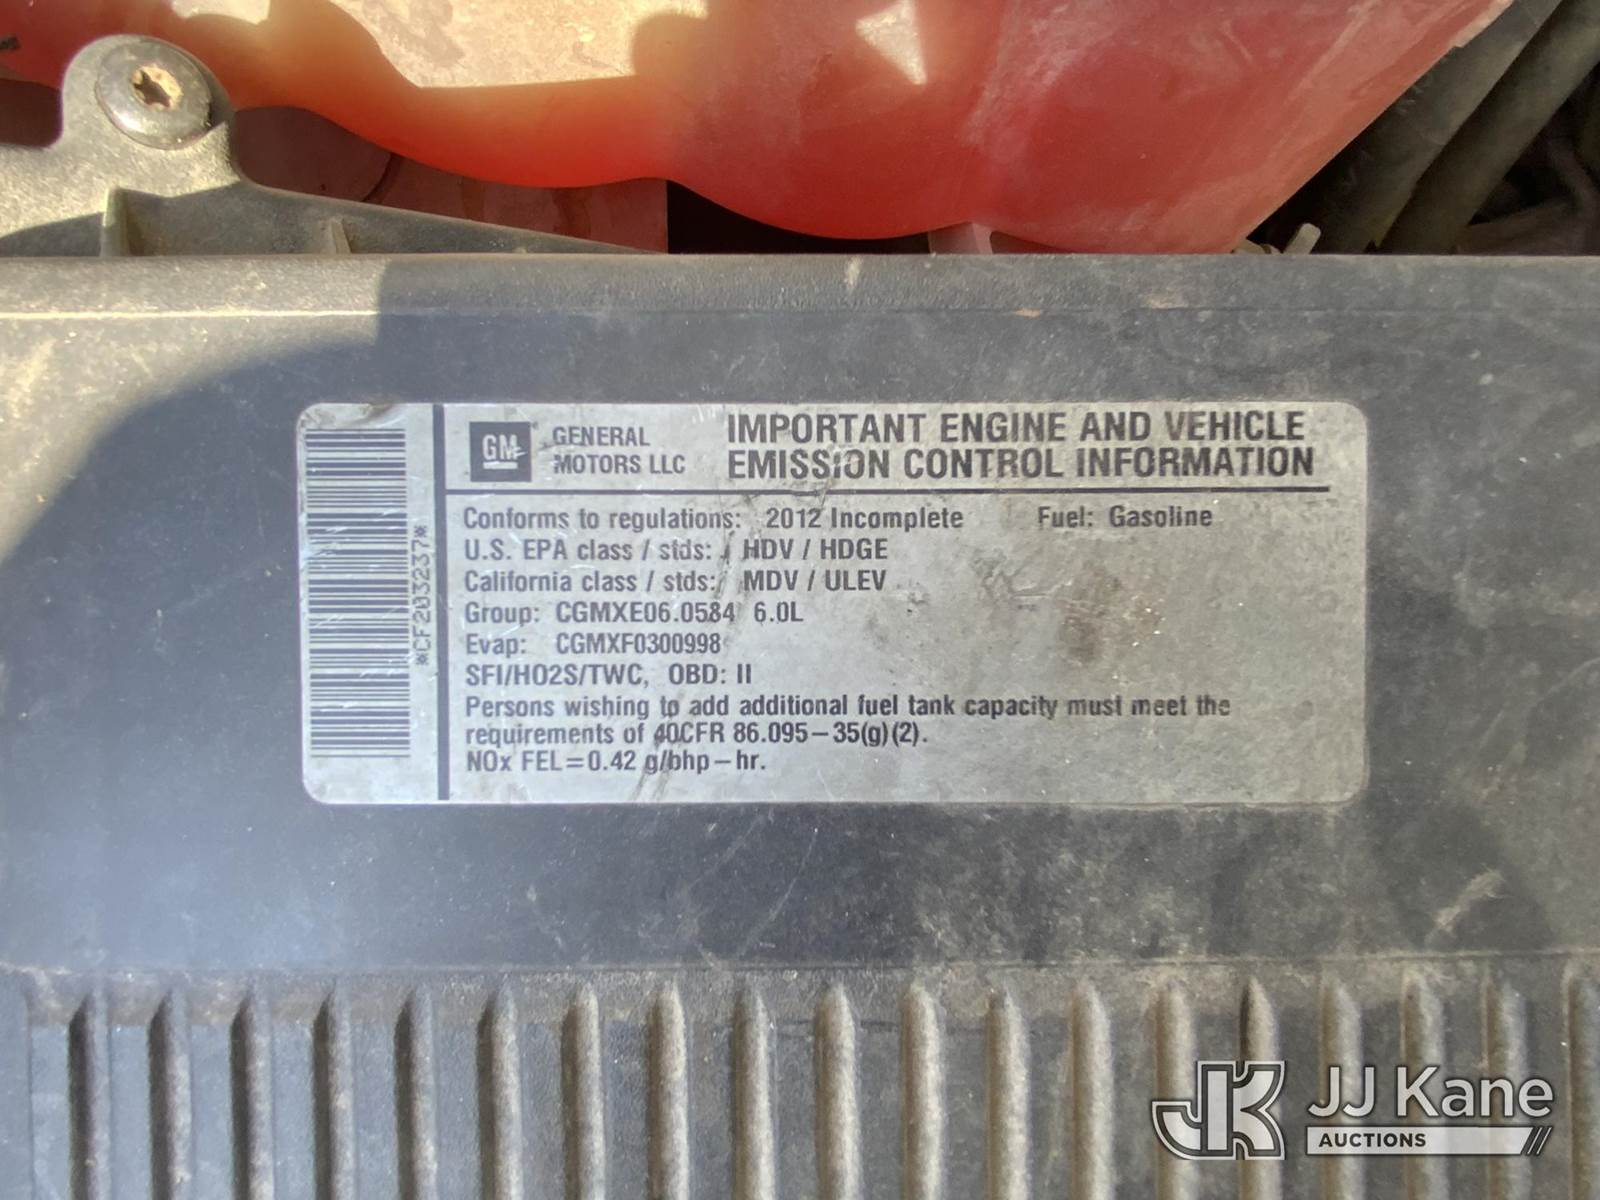 *CF203237*
GM
GENERAL
MOTORS LLC
IMPORTANT ENGINE AND VEHICLE
EMISSION CONTROL INFORMATION
Conforms to regulations: 2012 Incomplete Fuel: Gasoline
U.S. EPA class / stds: HDV / HDGE
California class / stds: MDV / ULEV
Group: CGMXE06.0584 6.0L
Evap: CGMXF0300998
SFI/HO2S/TWC, OBD: II
Persons wishing to add additional fuel tank capacity must meet the
requirements of 40CFR 86.095-35(g)(2).
NOx FEL=0.42 g/bhp-hr.
JK JJ Kane
AUCTIONS